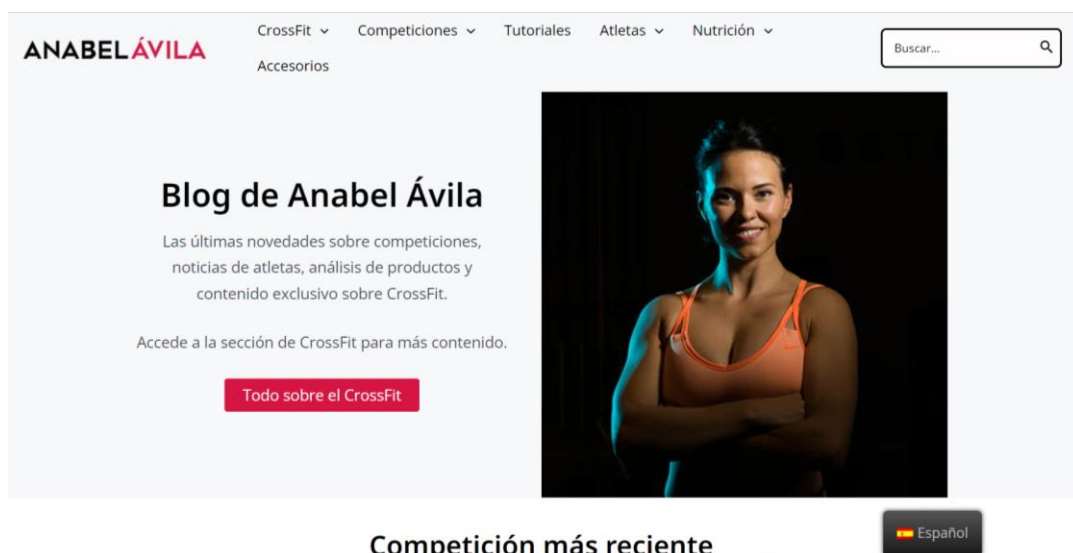 ANABEL ÁVILA
CrossFit Competiciones Tutoriales Atletas Nutrición
Accesorios
Buscar...
Blog de Anabel Ávila
Las últimas novedades sobre competiciones,
noticias de atletas, análisis de productos y
contenido exclusivo sobre CrossFit.
Accede a la sección de CrossFit para más contenido.
Todo sobre el CrossFit
Español
Competición más reciente